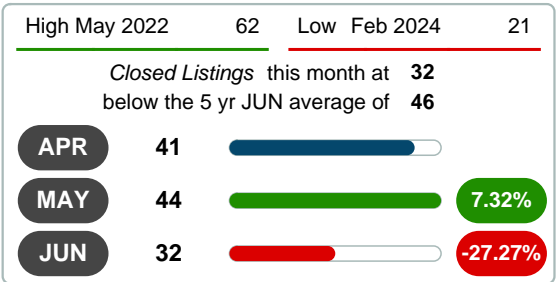 High May 2022 62 Low Feb 2024 21
Closed Listings this month at 32
below the 5 yr JUN average of 46
APR 41
MAY 44 7.32%
JUN 32 -27.27%